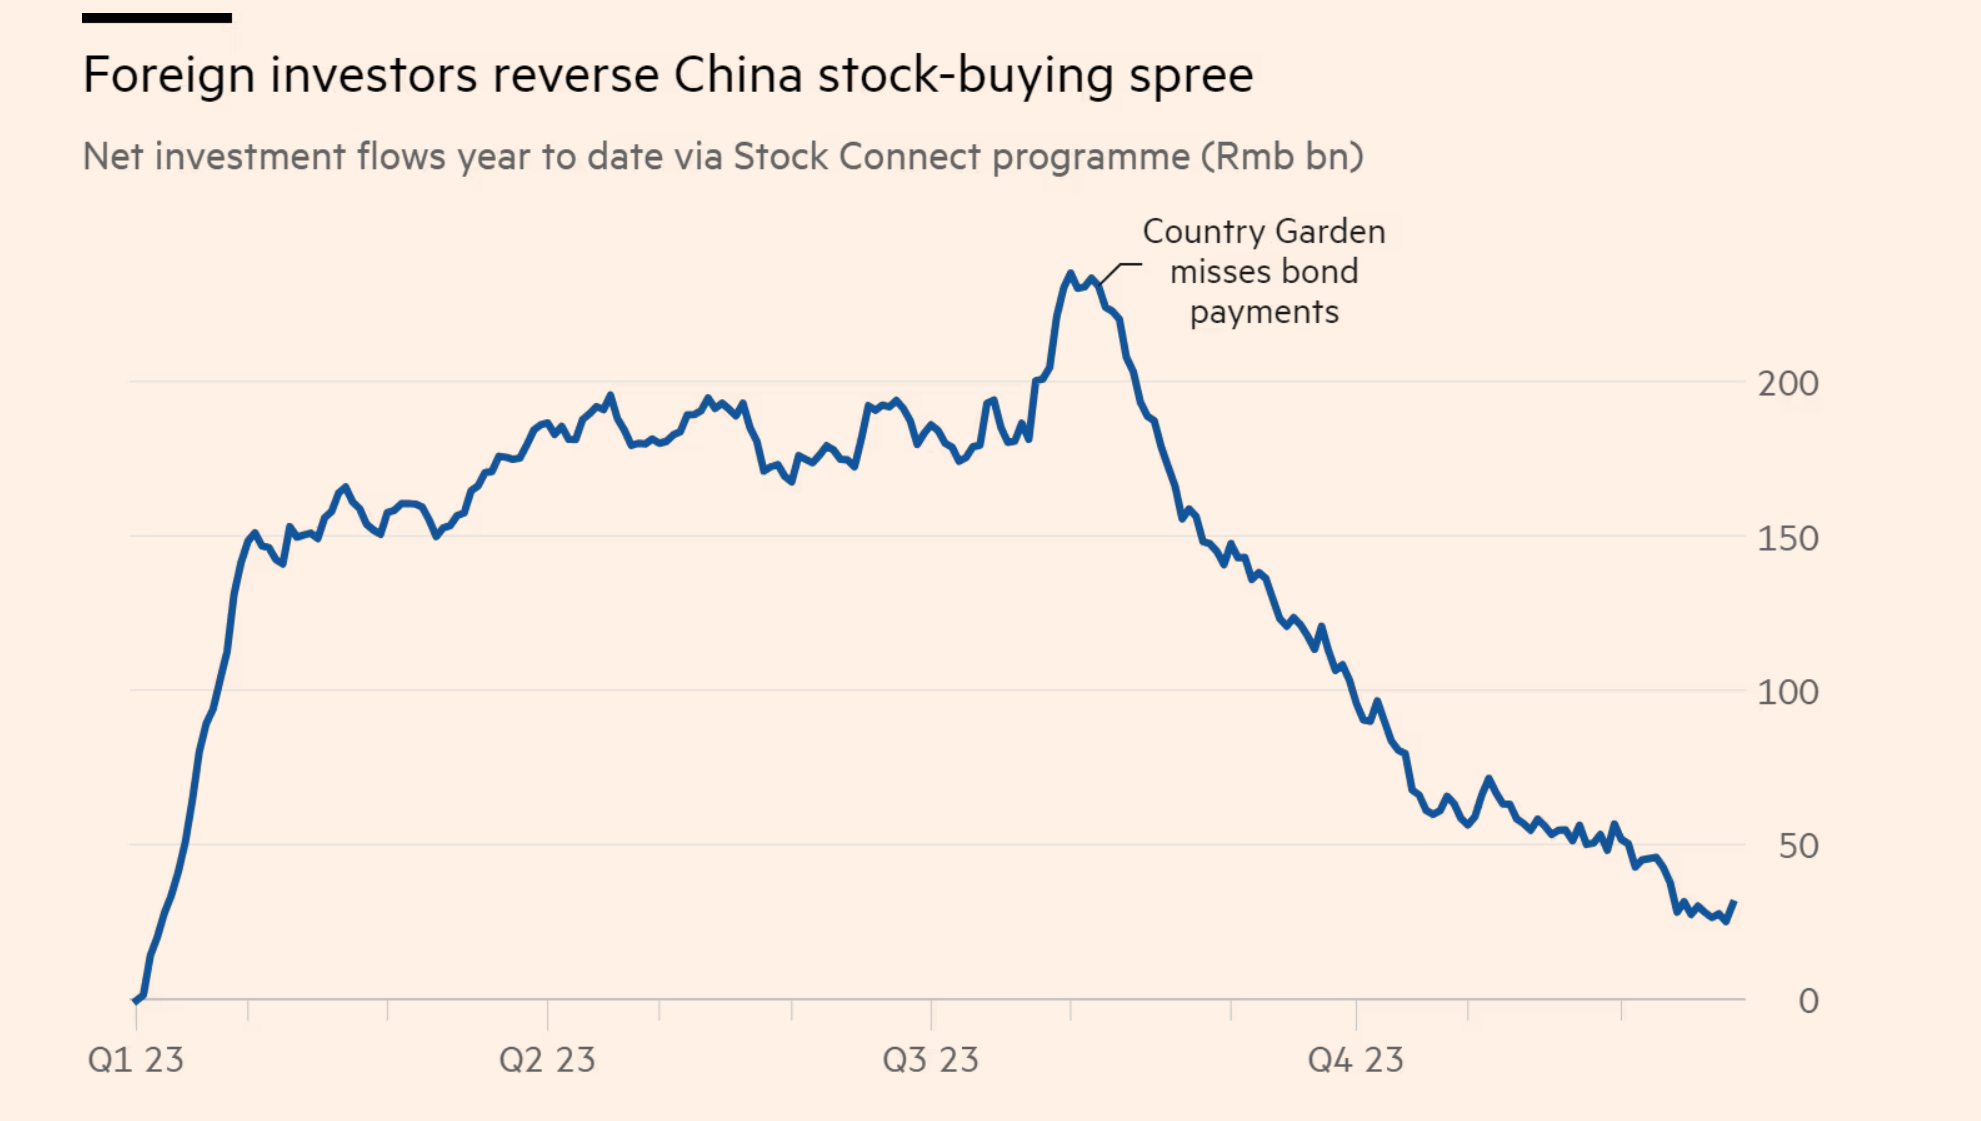 Foreign investors reverse China stock-buying spree
Net investment flows year to date via Stock Connect programme (Rmb bn)
Country Garden
misses bond
payments
200
150
100
50
0
Q1 23
Q2 23
Q3 23
Q4 23